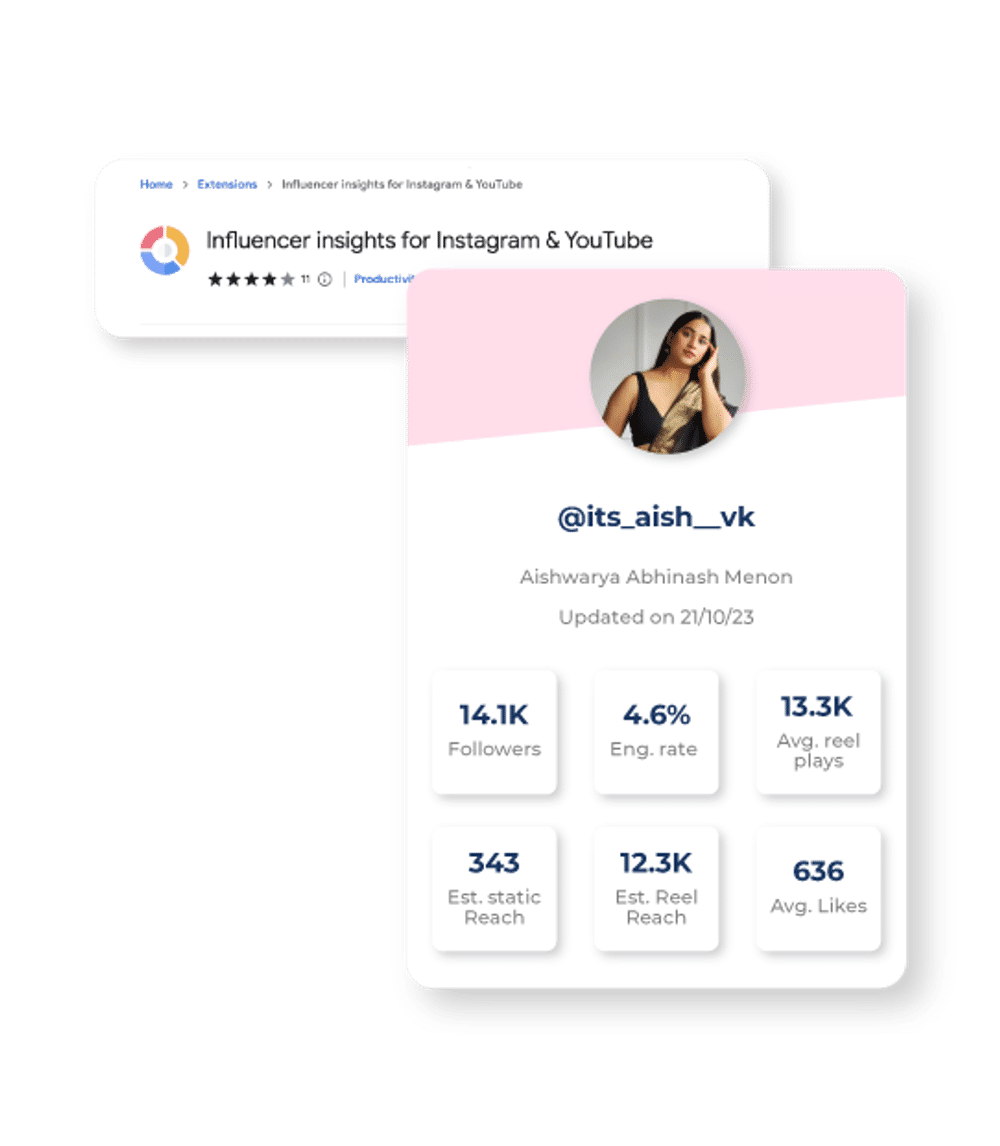 Home > Extensions > Influencer insights for Instagram & YouTube
Influencer insights for Instagram & YouTube
11
@its_aish__vk
Aishwarya Abhinash Menon
Updated on 21/10/23
14.1K
Followers
4.6%
Eng. rate
13.3K
Avg. reel
plays
343
Est. static
Reach
12.3K
Est. Reel
Reach
636
Avg. Likes